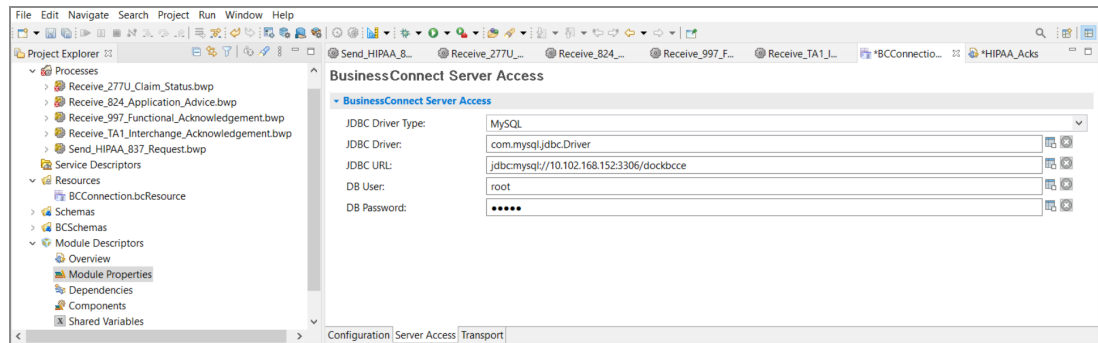 File Edit Navigate Search Project Run Window Help
Project Explorer
Send_HIPAA_8...
Receive_277U_...
Receive_824_...
Receive_997_F...
Receive_TA1_I...
*BCConnectio...
*HIPAA_Acks
Processes
Receive_277U_Claim_Status.bwp
Receive_824_Application_Advice.bwp
Receive_997_Functional_Acknowledgement.bwp
Receive_TA1_Interchange_Acknowledgement.bwp
Send_HIPAA_837_Request.bwp
Service Descriptors
Resources
BCConnection.bcResource
Schemas
BCSchemas
Module Descriptors
Overview
Module Properties
Dependencies
Components
Shared Variables
BusinessConnect Server Access
BusinessConnect Server Access
JDBC Driver Type: MySQL
JDBC Driver: com.mysql.jdbc.Driver
JDBC URL: jdbc:mysql://10.102.168.152:3306/dockbcce
DB User: root
DB Password: •••••
Configuration Server Access Transport